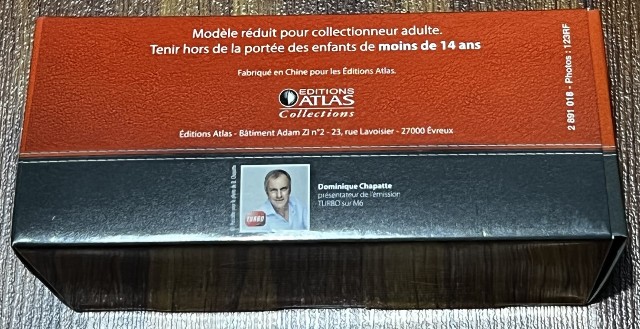 Modèle réduit pour collectionneur adulte.
Tenir hors de la portée des enfants de moins de 14 ans
Fabriqué en Chine pour les Éditions Atlas.
EDITIONS
ATLAS
Collections
Éditions Atlas - Bâtiment Adam ZI n°2 - 23, rue Lavoisier - 27000 Évreux
2 891 018 - Photos : 123RF
Dominique Chapatte
présentateur de l'émission
TURBO sur M6
TURBO